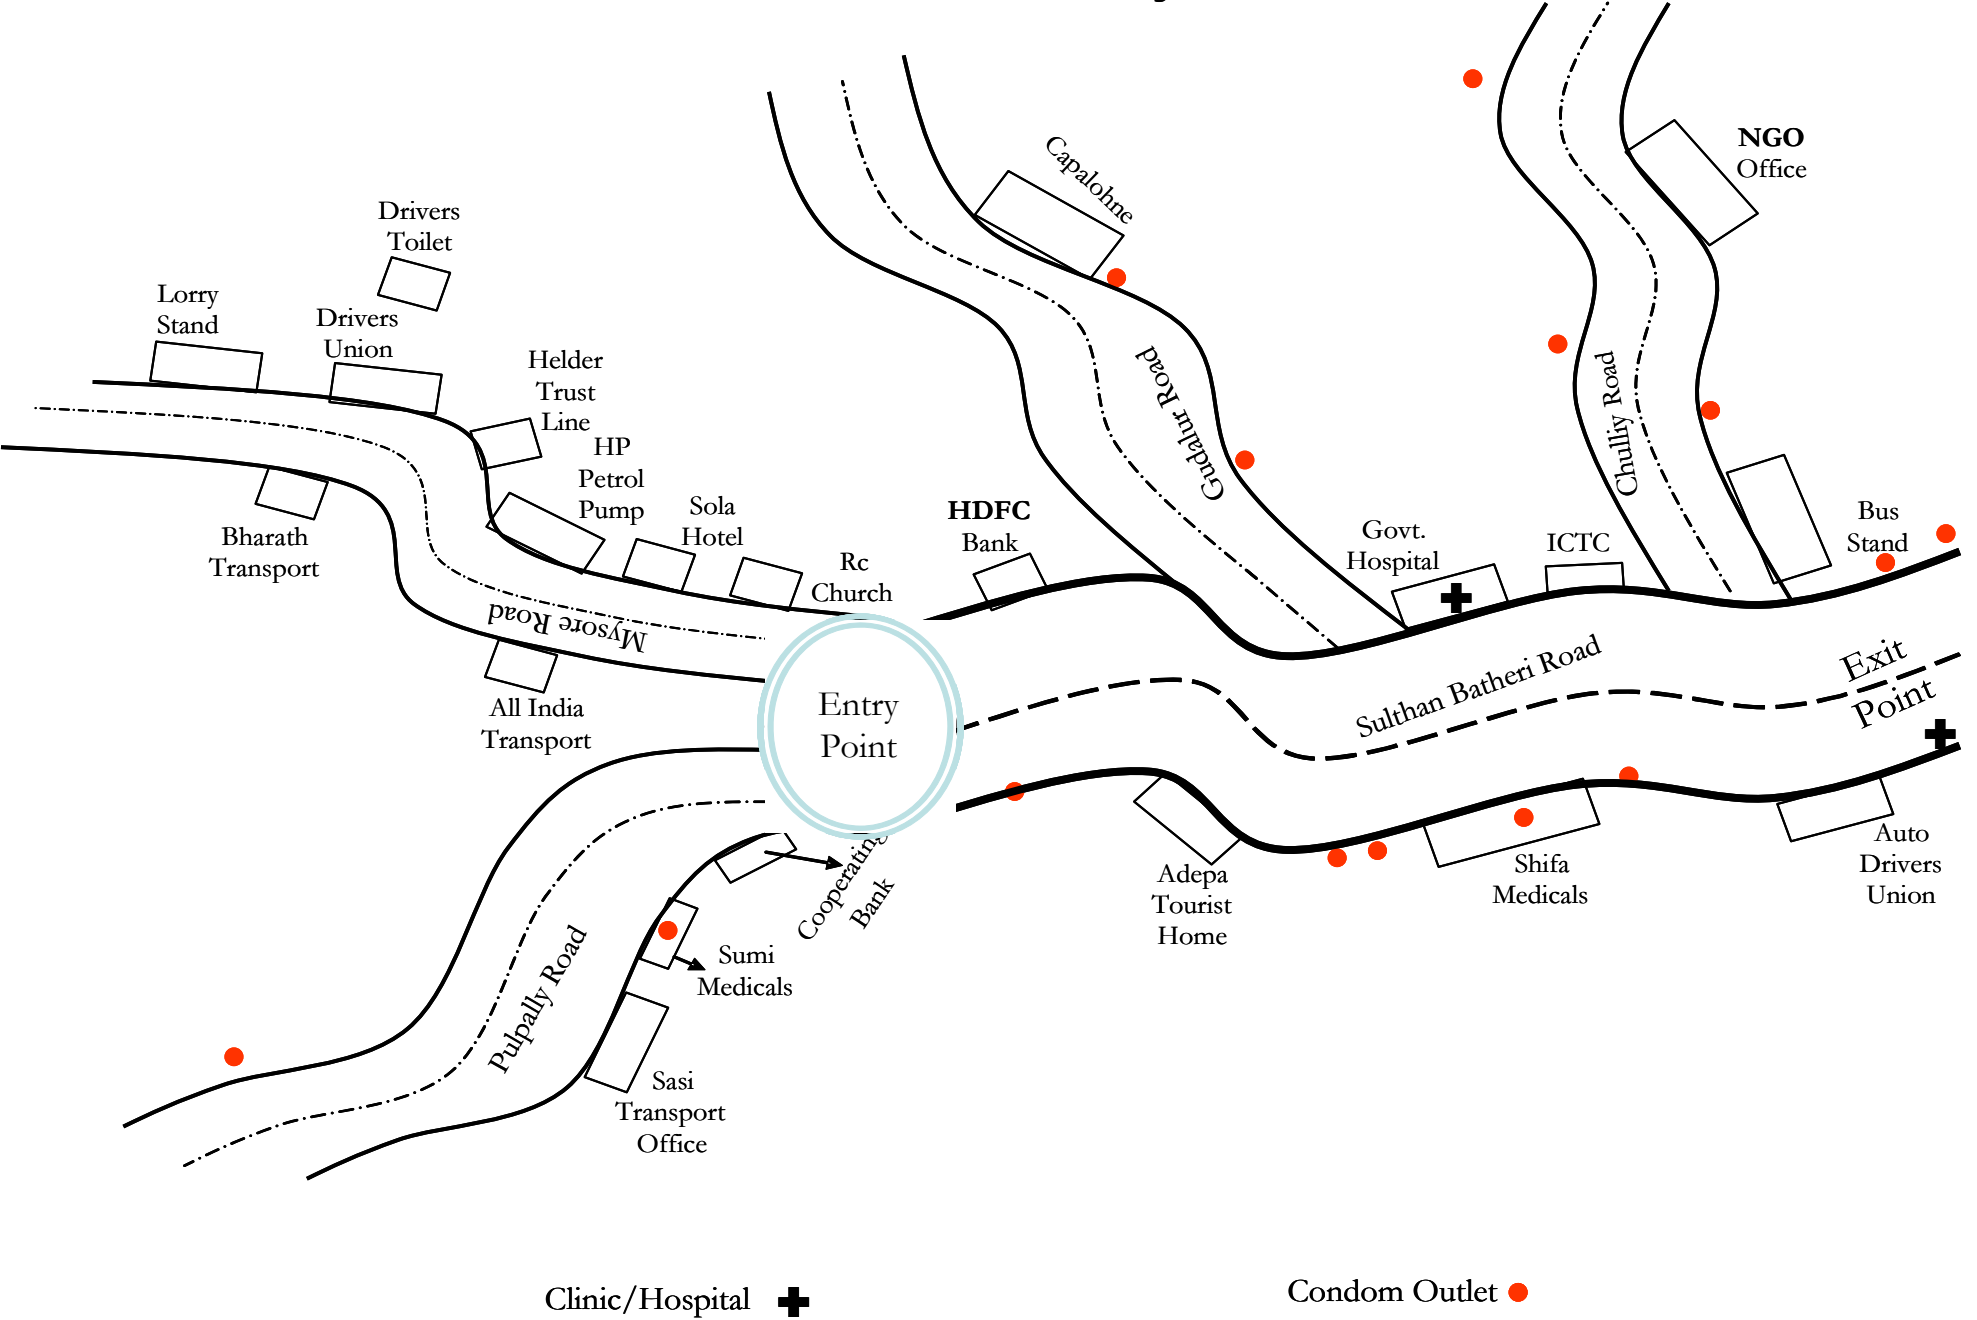 Capalohne
NGO
Office
Drivers
Toilet
Lorry
Stand
Drivers
Union
Helder
Trust
Line
HP
Petrol
Pump
Sola
Hotel
Rc
Church
Bharath
Transport
Mysore Road
All India
Transport
HDFC
Bank
Gudalur Road
Govt.
Hospital
ICTC
Chulliy Road
Bus
Stand
Entry
Point
Sulthan Batheri Road
Exit
Point
Cooperating
Bank
Adepa
Tourist
Home
Shifa
Medicals
Auto
Drivers
Union
Pulpally Road
Sumi
Medicals
Sasi
Transport
Office
Clinic/Hospital
Condom Outlet